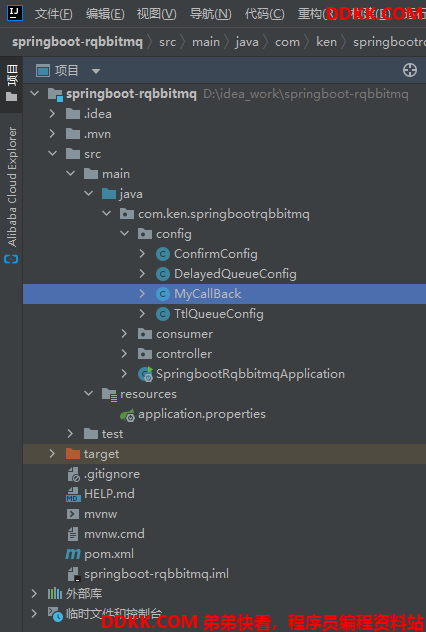 文件(F) 编辑(E) 视图(V) 导航(N) 代码(C) 重构(R) 构建(B) 运行
DDKK.COM
springboot-rqbbitmq src main java com ken springbootrq
项目
项目
Alibaba Cloud Explorer
springboot-rqbbitmq D:\idea_work\springboot-rqbbitmq
.idea
.mvn
src
main
java
com.ken.springbootrqbbitmq
config
ConfirmConfig
DelayedQueueConfig
MyCallBack
TtlQueueConfig
consumer
controller
SpringbootRqbbitmqApplication
resources
application.properties
test
target
.gitignore
HELP.md
mvnw
mvnw.cmd
pom.xml
springboot-rqbbitmq.iml
外部库
临时文件和控制台
DDKK.COM 弟弟快看，程序员编程资料站